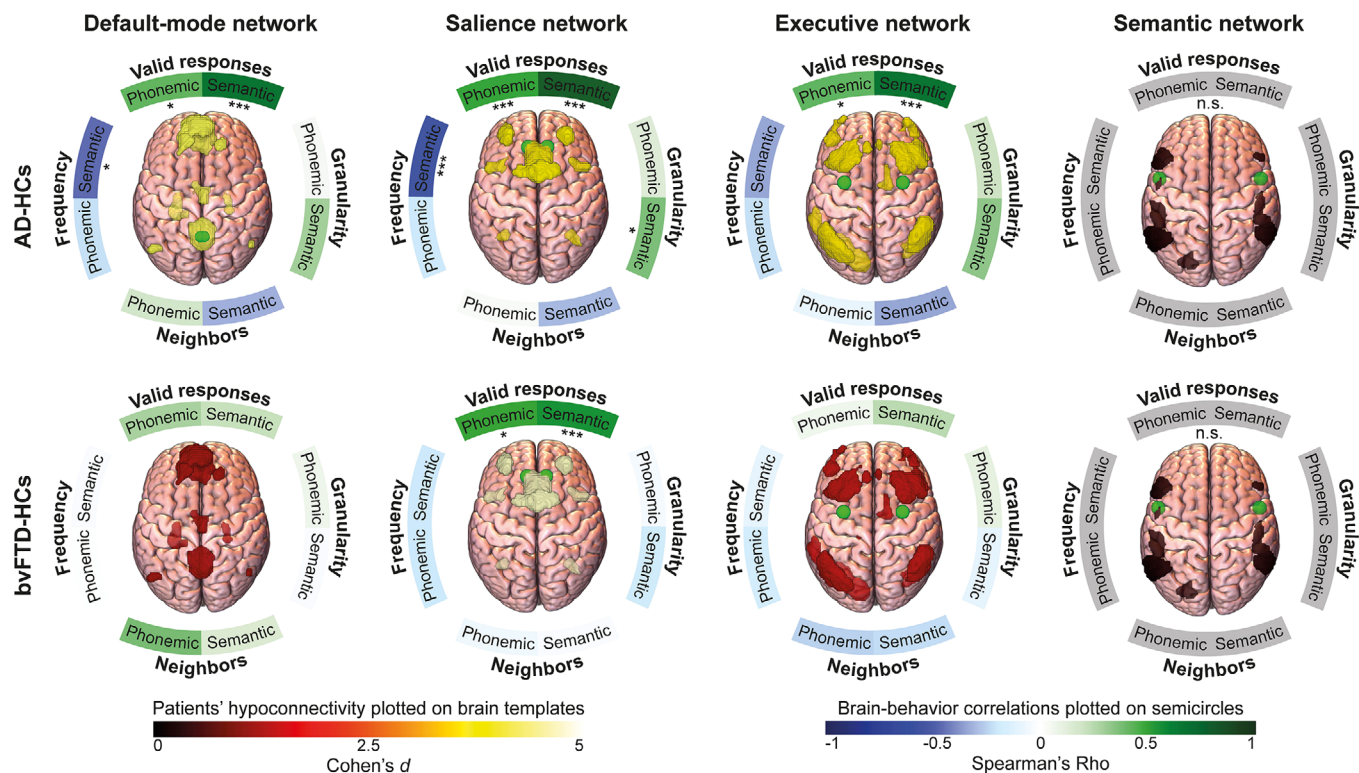 Default-mode network
Salience network
Executive network
Semantic network
AD-HCs
Valid responses
Phonemic Semantic
* ***
Frequency
Semantic
*
Phonemic
Granularity
Phonemic
Semantic
Phonemic Semantic
Neighbors
Valid responses
Phonemic Semantic
*** ***
Frequency
Semantic
***
Phonemic
Granularity
Phonemic
Semantic
*
Phonemic Semantic
Neighbors
Valid responses
Phonemic Semantic
* ***
Frequency
Semantic
Phonemic
Granularity
Phonemic
Semantic
Phonemic Semantic
Neighbors
Valid responses
Phonemic Semantic
n.s.
Frequency
Semantic
Phonemic
Granularity
Phonemic
Semantic
Phonemic Semantic
Neighbors
bvFTD-HCs
Valid responses
Phonemic Semantic
Frequency
Semantic
Phonemic
Granularity
Phonemic
Semantic
Phonemic Semantic
Neighbors
Valid responses
Phonemic Semantic
* ***
Frequency
Semantic
Phonemic
Granularity
Phonemic
Semantic
Phonemic Semantic
Neighbors
Valid responses
Phonemic Semantic
Frequency
Semantic
Phonemic
Granularity
Phonemic
Semantic
Phonemic Semantic
Neighbors
Valid responses
Phonemic Semantic
n.s.
Frequency
Semantic
Phonemic
Granularity
Phonemic
Semantic
Phonemic Semantic
Neighbors
Patients' hypoconnectivity plotted on brain templates
0 2.5 5
Cohen's d
Brain-behavior correlations plotted on semicircles
-1 -0.5 0 0.5 1
Spearman's Rho